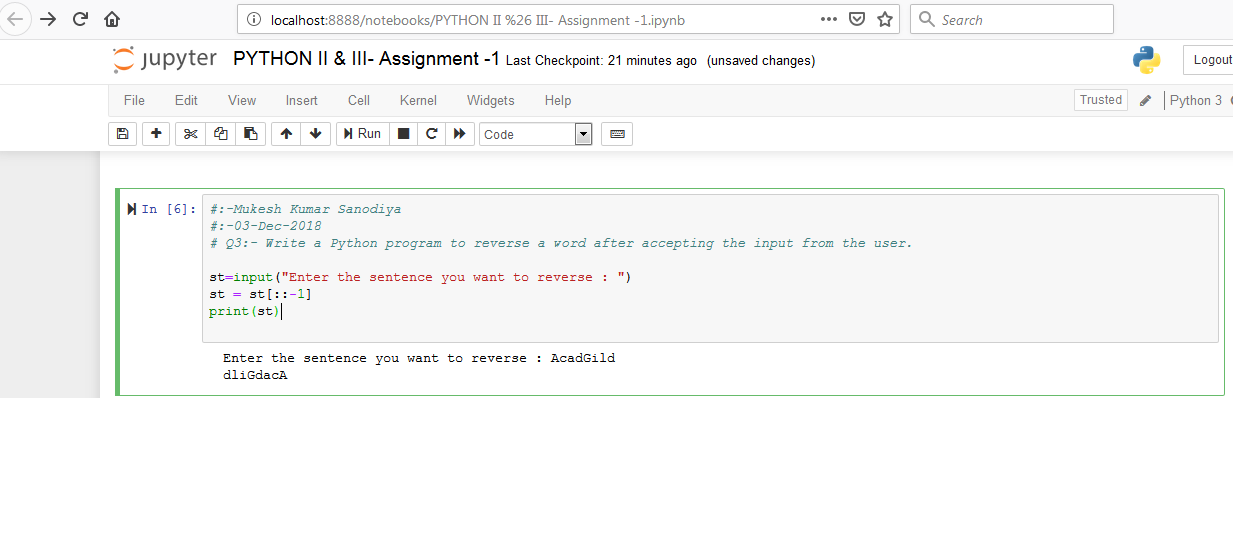 localhost:8888/notebooks/PYTHON II %26 III- Assignment -1.ipynb
Search
jupyter PYTHON II & III- Assignment -1 Last Checkpoint: 21 minutes ago (unsaved changes)
Logout
File Edit View Insert Cell Kernel Widgets Help
Trusted Python 3
Run Code
In [6]:
#:-Mukesh Kumar Sanodiya
#:-03-Dec-2018
# Q3:- Write a Python program to reverse a word after accepting the input from the user.
st=input("Enter the sentence you want to reverse : ")
st = st[::-1]
print(st)
Enter the sentence you want to reverse : AcadGild
dliGdacA